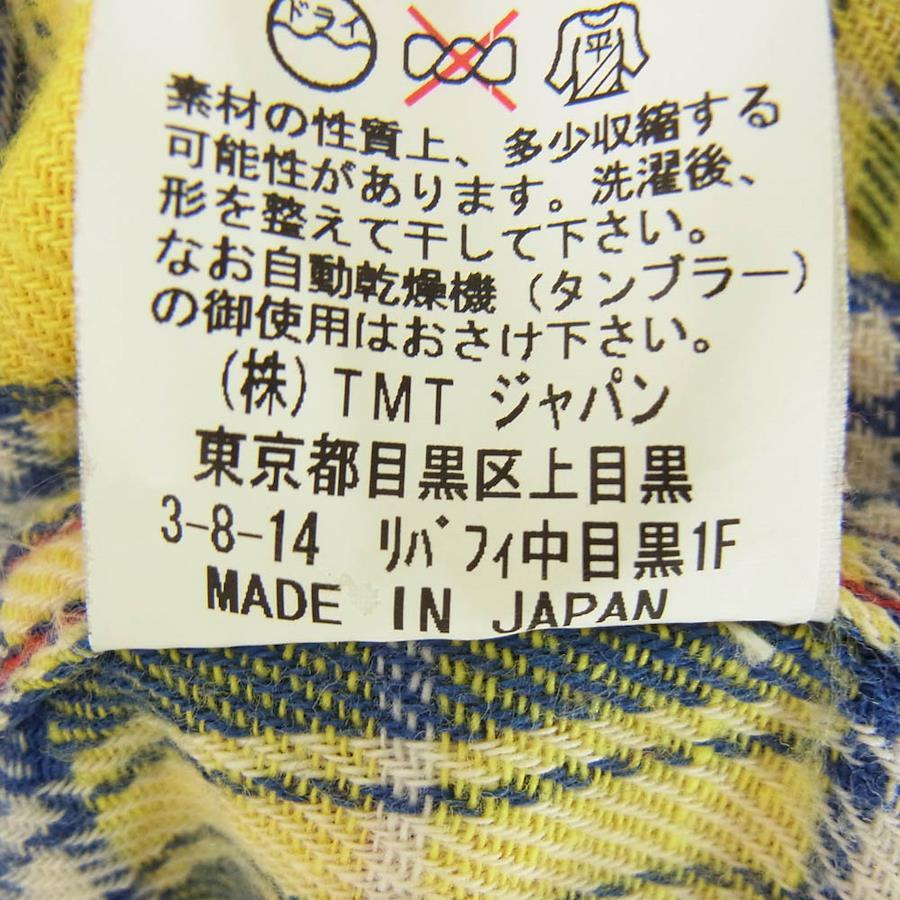 ドライ
平
素材の性質上、多少収縮する
可能性があります。洗濯後、
形を整えて干して下さい。
なお自動乾燥機（タンブラー）
の御使用はおさけ下さい。
(株) TMT ジャパン
東京都目黒区上目黒
3-8-14 リバフィ中目黒1F
MADE IN JAPAN